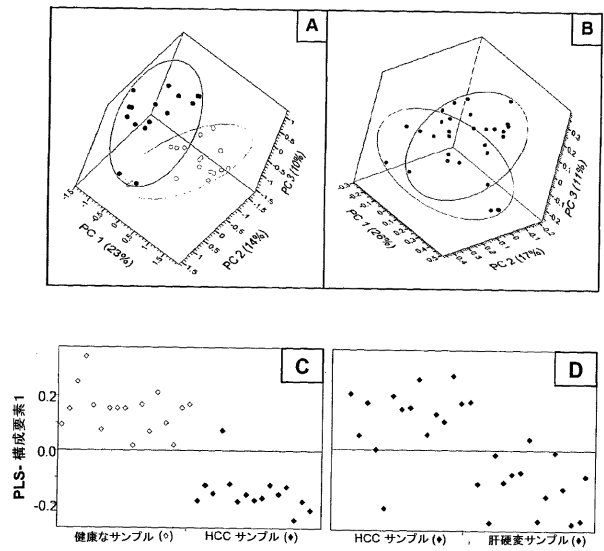 A
B
PC 1 (23%)
PC 2 (14%)
PC 3 (10%)
PC 1 (26%)
PC 2 (17%)
PC 3 (11%)
C
D
PLS- 構成要素1
0.2
0.0
-0.2
健康なサンプル (◇)
HCC サンプル (♦)
HCC サンプル (♦)
肝硬変サンプル (♦)